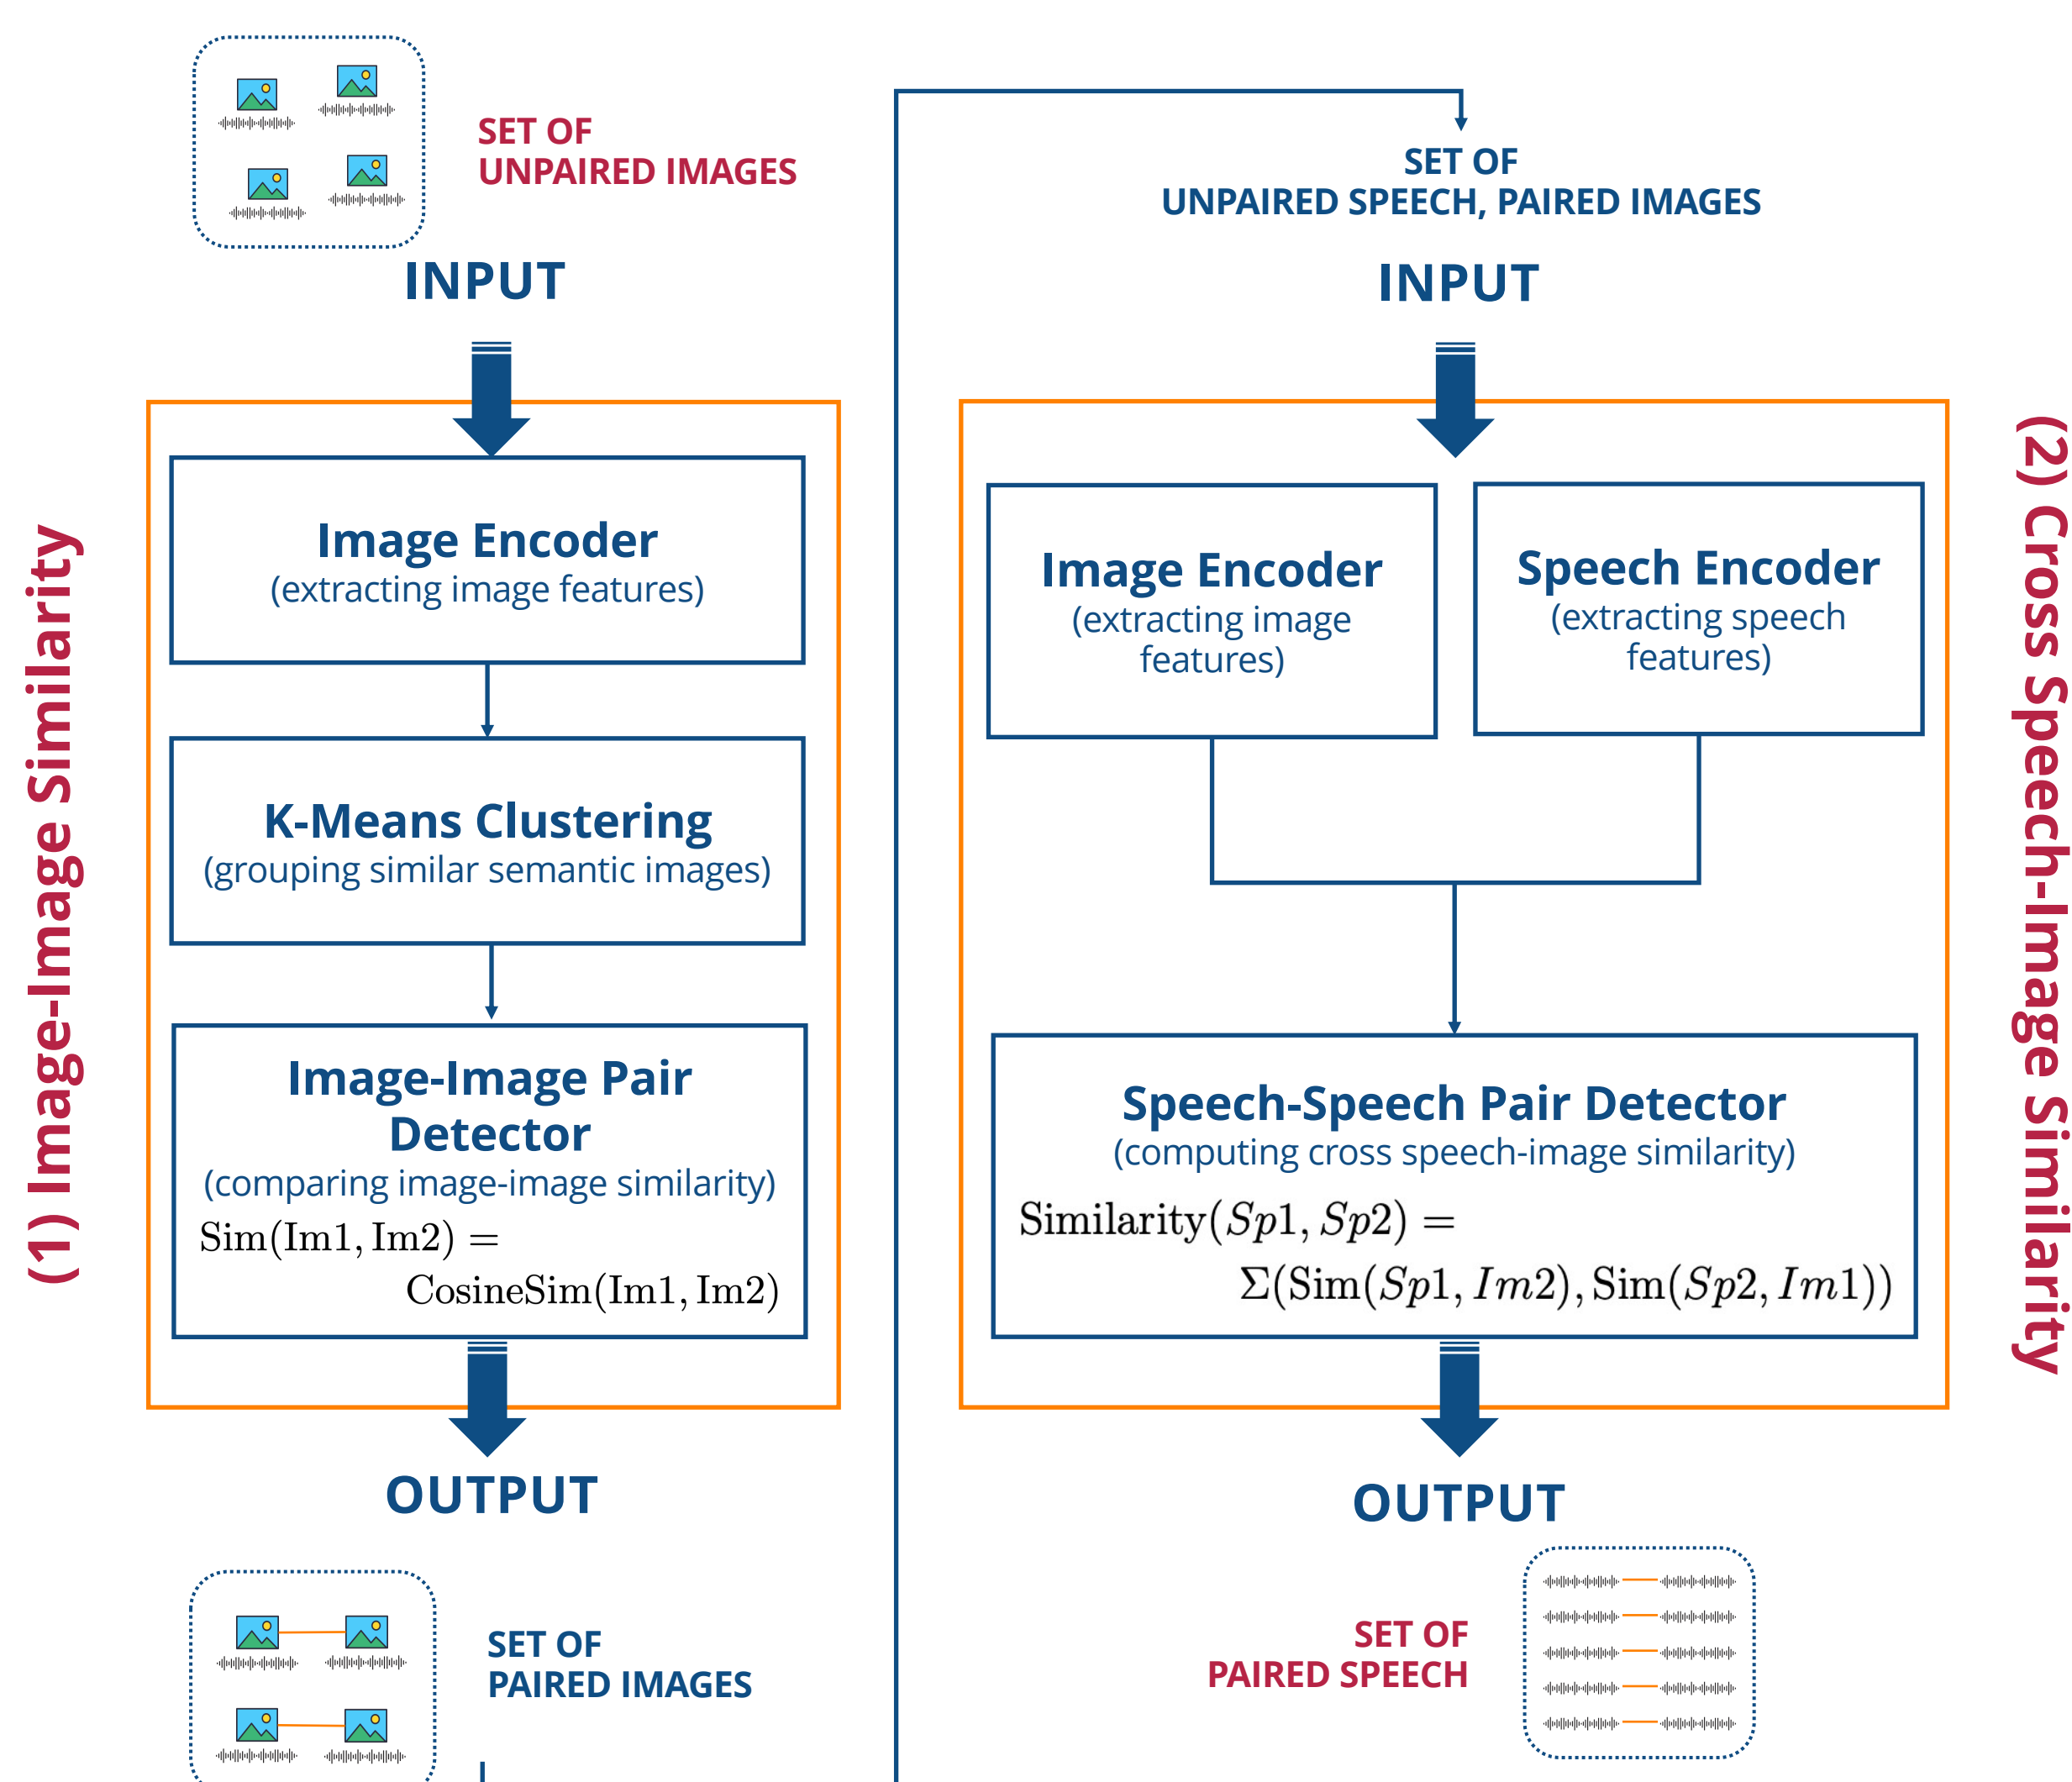 (1) Image-Image Similarity
SET OF
UNPAIRED IMAGES
INPUT
Image Encoder
(extracting image features)
K-Means Clustering
(grouping similar semantic images)
Image-Image Pair
Detector
(comparing image-image similarity)
Sim(Im1, Im2) =
CosineSim(Im1, Im2)
OUTPUT
SET OF
PAIRED IMAGES
SET OF
UNPAIRED SPEECH, PAIRED IMAGES
INPUT
Image Encoder
(extracting image
features)
Speech Encoder
(extracting speech
features)
Speech-Speech Pair Detector
(computing cross speech-image similarity)
Similarity(Sp1, Sp2) =
Σ(Sim(Sp1, Im2), Sim(Sp2, Im1))
OUTPUT
SET OF
PAIRED SPEECH
(2) Cross Speech-Image Similarity